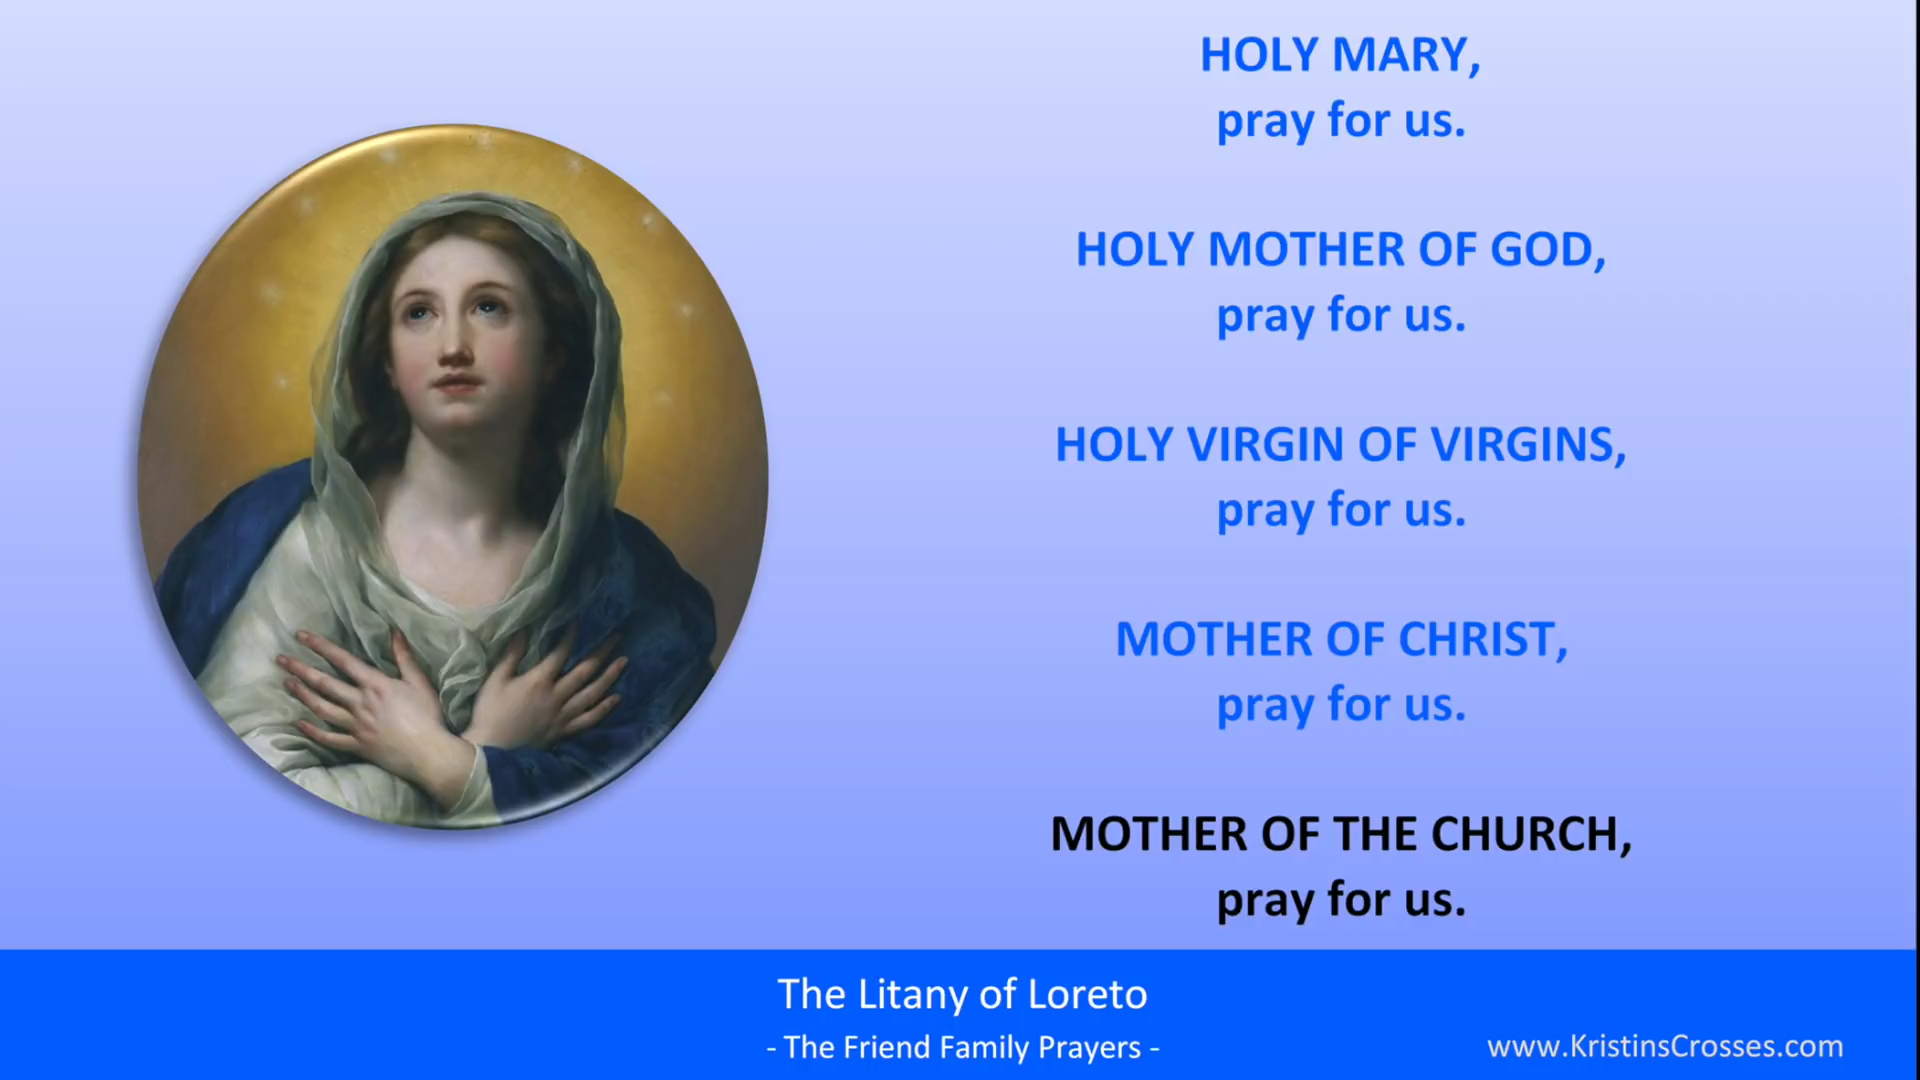 HOLY MARY,
pray for us.
HOLY MOTHER OF GOD,
pray for us.
HOLY VIRGIN OF VIRGINS,
pray for us.
MOTHER OF CHRIST,
pray for us.
MOTHER OF THE CHURCH,
pray for us.
The Litany of Loreto
- The Friend Family Prayers -
www.KristinsCrosses.com